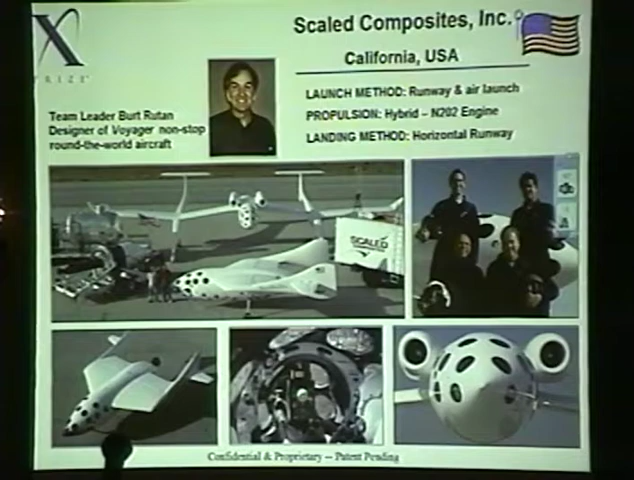 Scaled Composites, Inc.
California, USA
X
PRIZE
LAUNCH METHOD: Runway & air launch
PROPULSION: Hybrid – N202 Engine
LANDING METHOD: Horizontal Runway
Team Leader Burt Rutan
Designer of Voyager non-stop
round-the-world aircraft
SCALED
Confidential & Proprietary -- Patent Pending